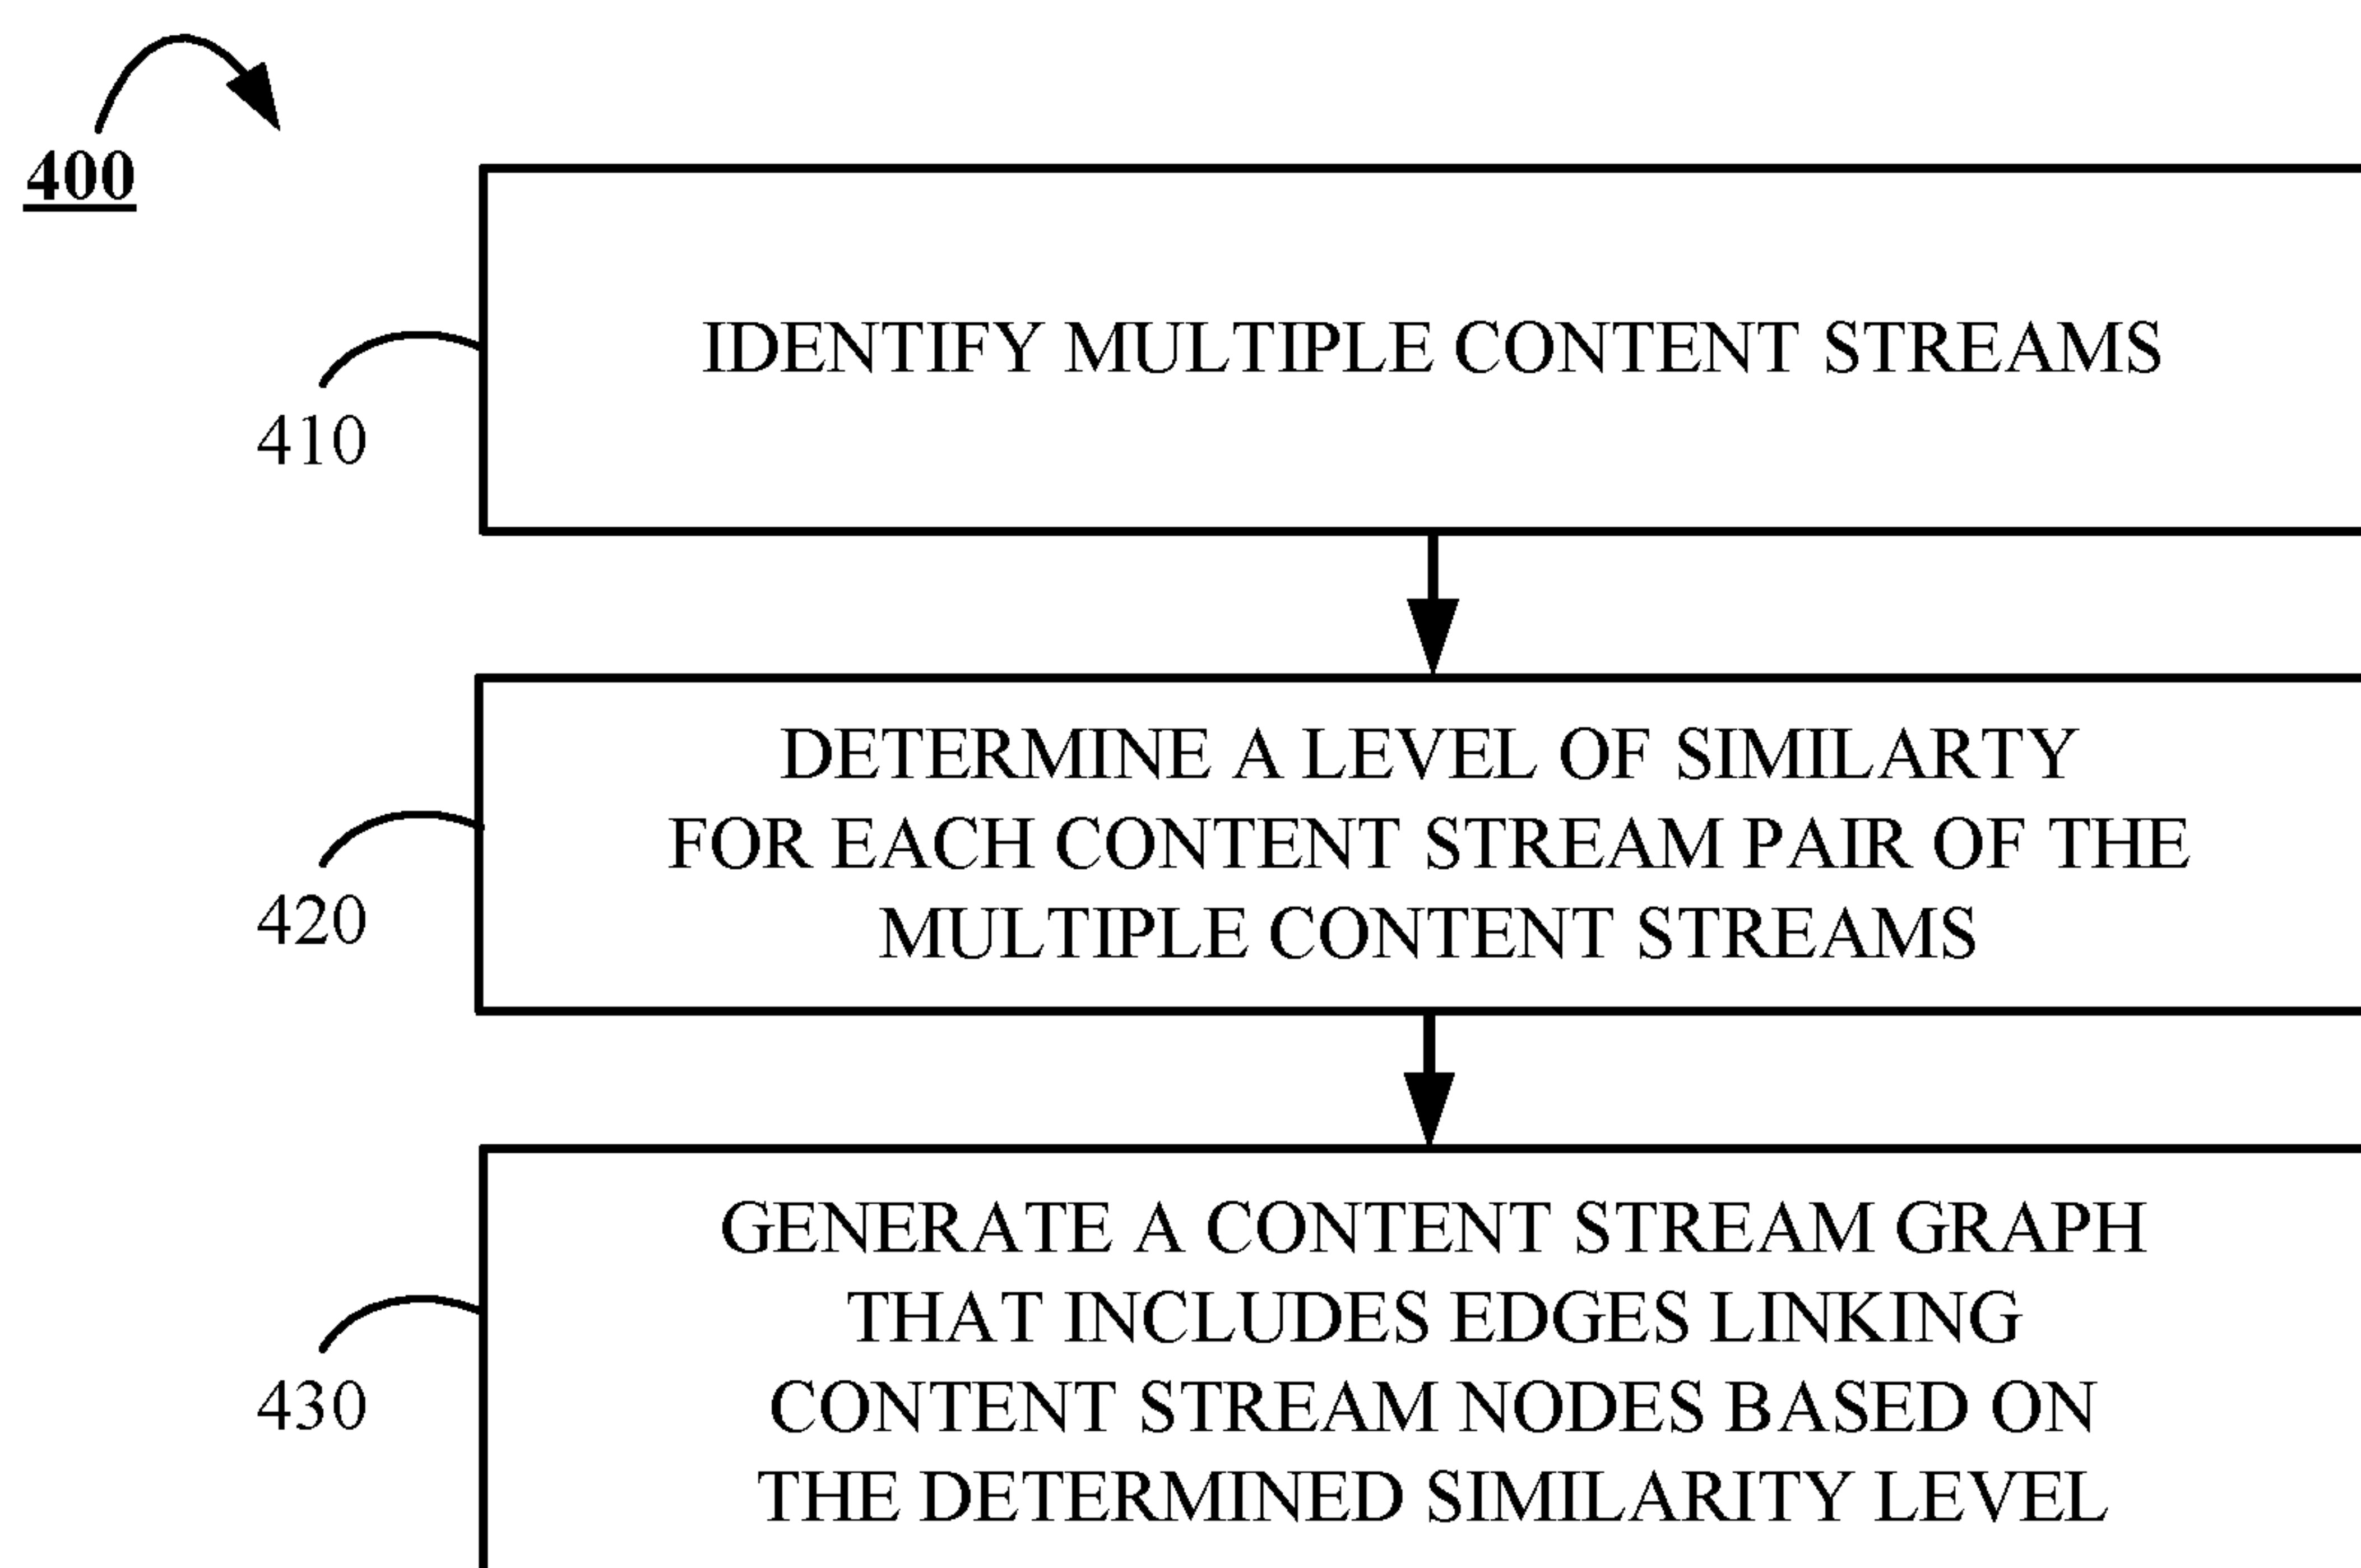 400
IDENTIFY MULTIPLE CONTENT STREAMS
410
DETERMINE A LEVEL OF SIMILARTY
FOR EACH CONTENT STREAM PAIR OF THE
MULTIPLE CONTENT STREAMS
420
GENERATE A CONTENT STREAM GRAPH
THAT INCLUDES EDGES LINKING
CONTENT STREAM NODES BASED ON
THE DETERMINED SIMILARITY LEVEL
430